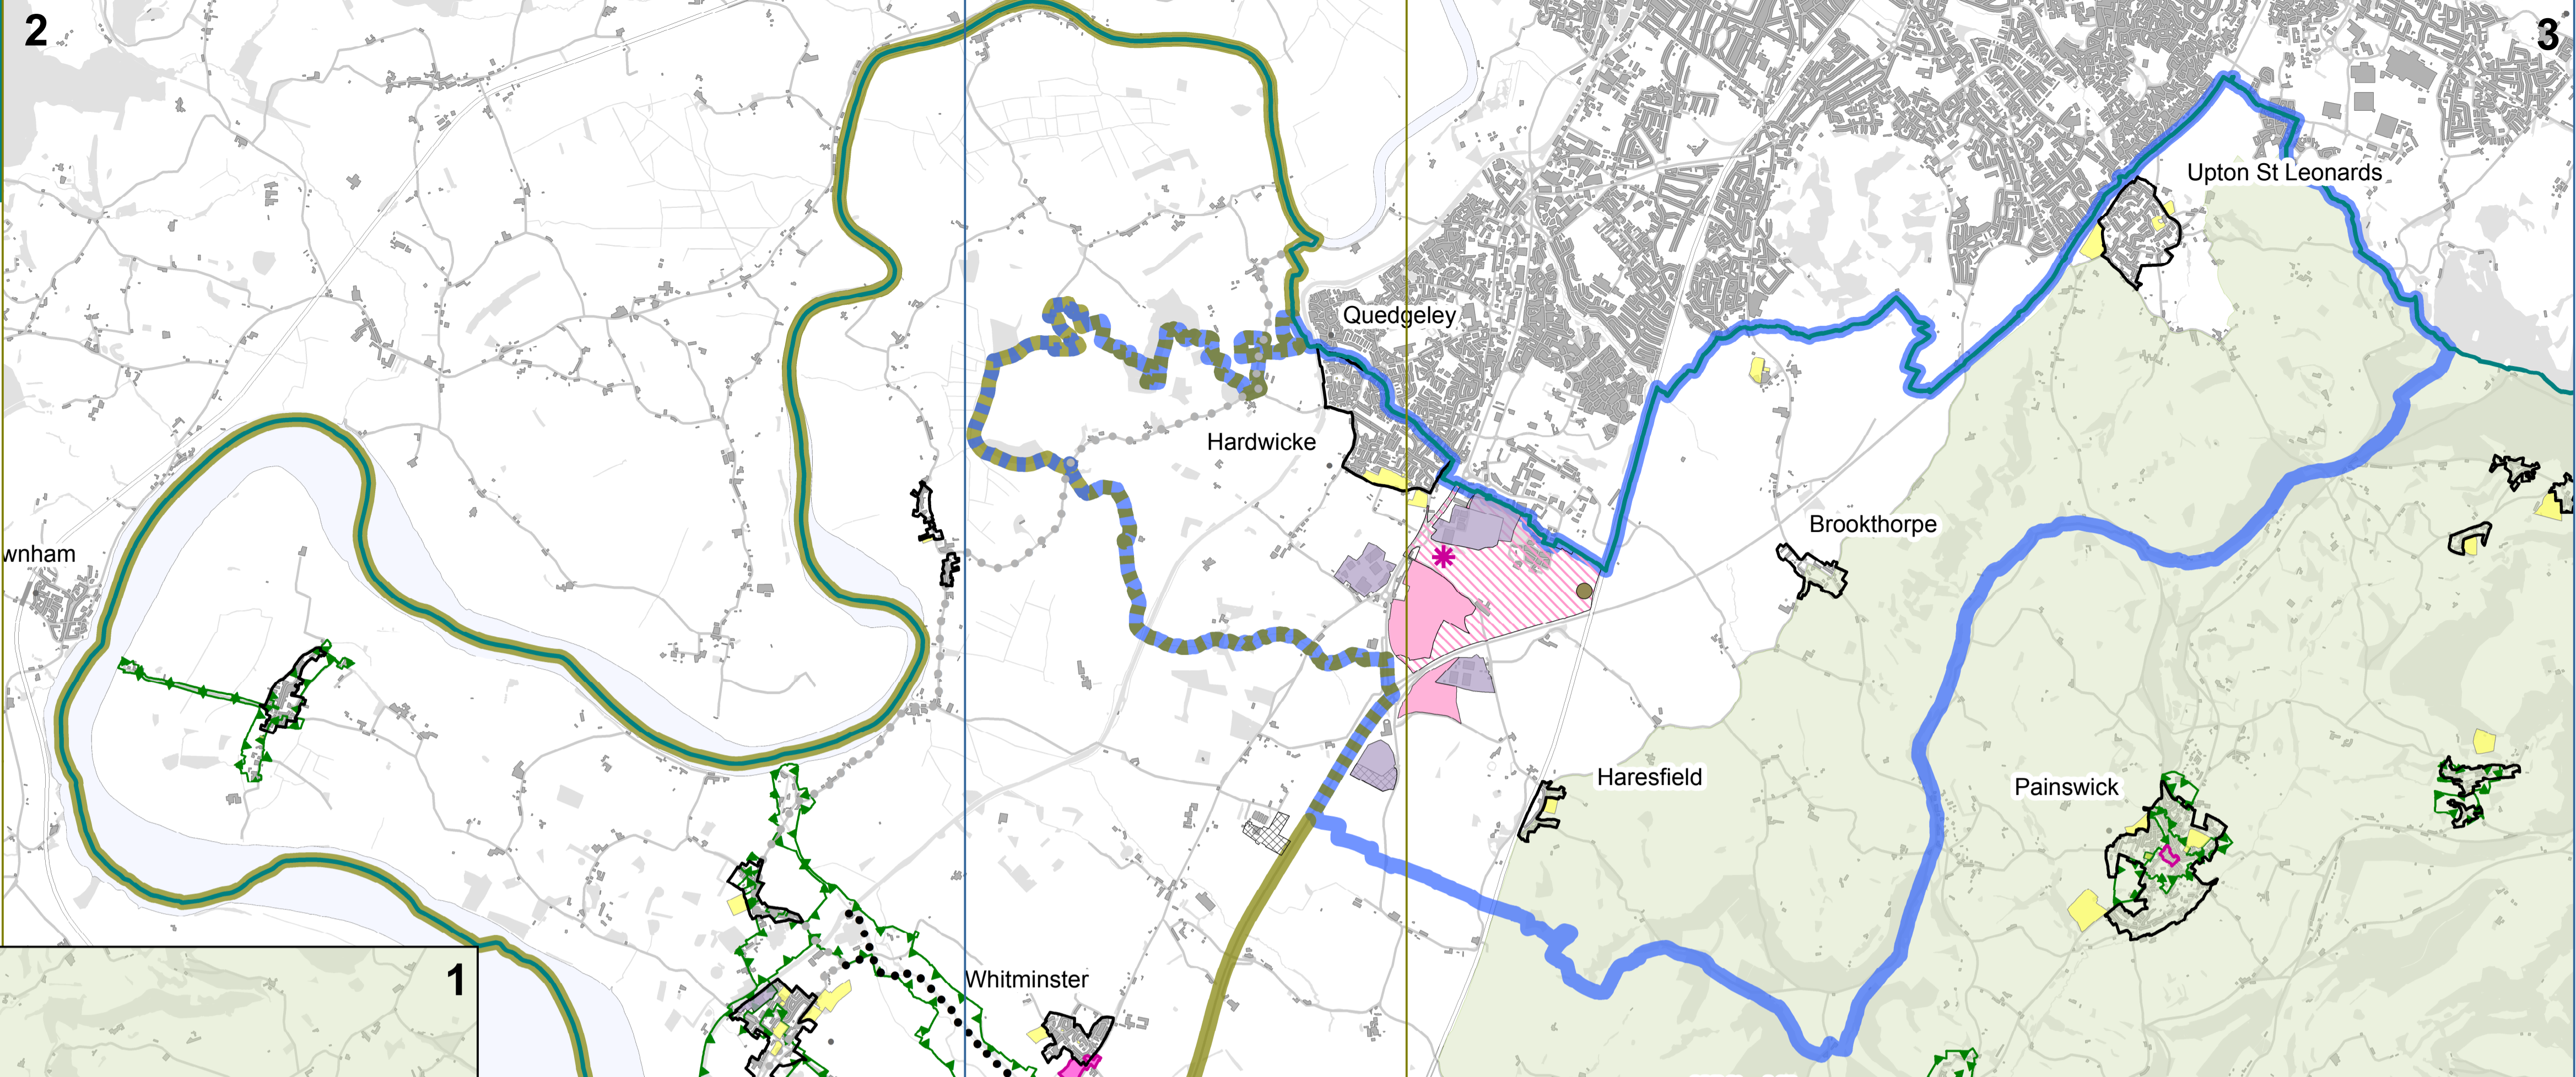 2
3
Upton St Leonards
Quedgeley
Hardwicke
Brookthorpe
wnham
Haresfield
Painswick
1
Whitminster